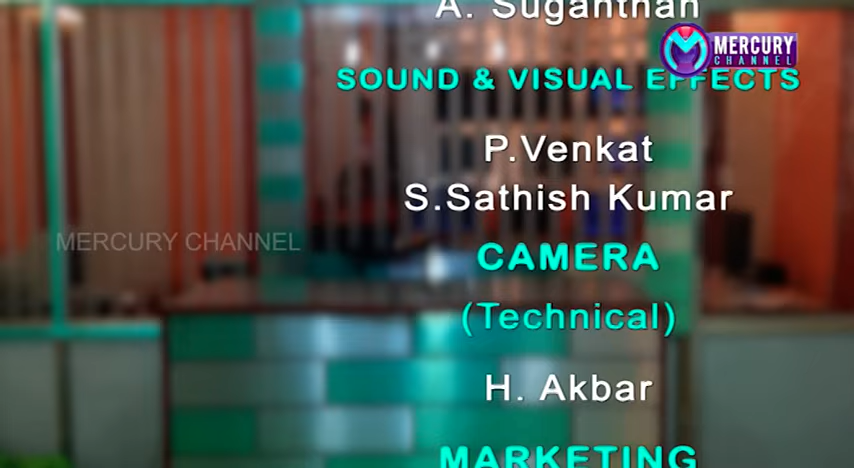 A. Suganthan
MERCURY
CHANNEL
SOUND & VISUAL EFFECTS
P.Venkat
S.Sathish Kumar
MERCURY CHANNEL
CAMERA
(Technical)
H. Akbar
MARKETING